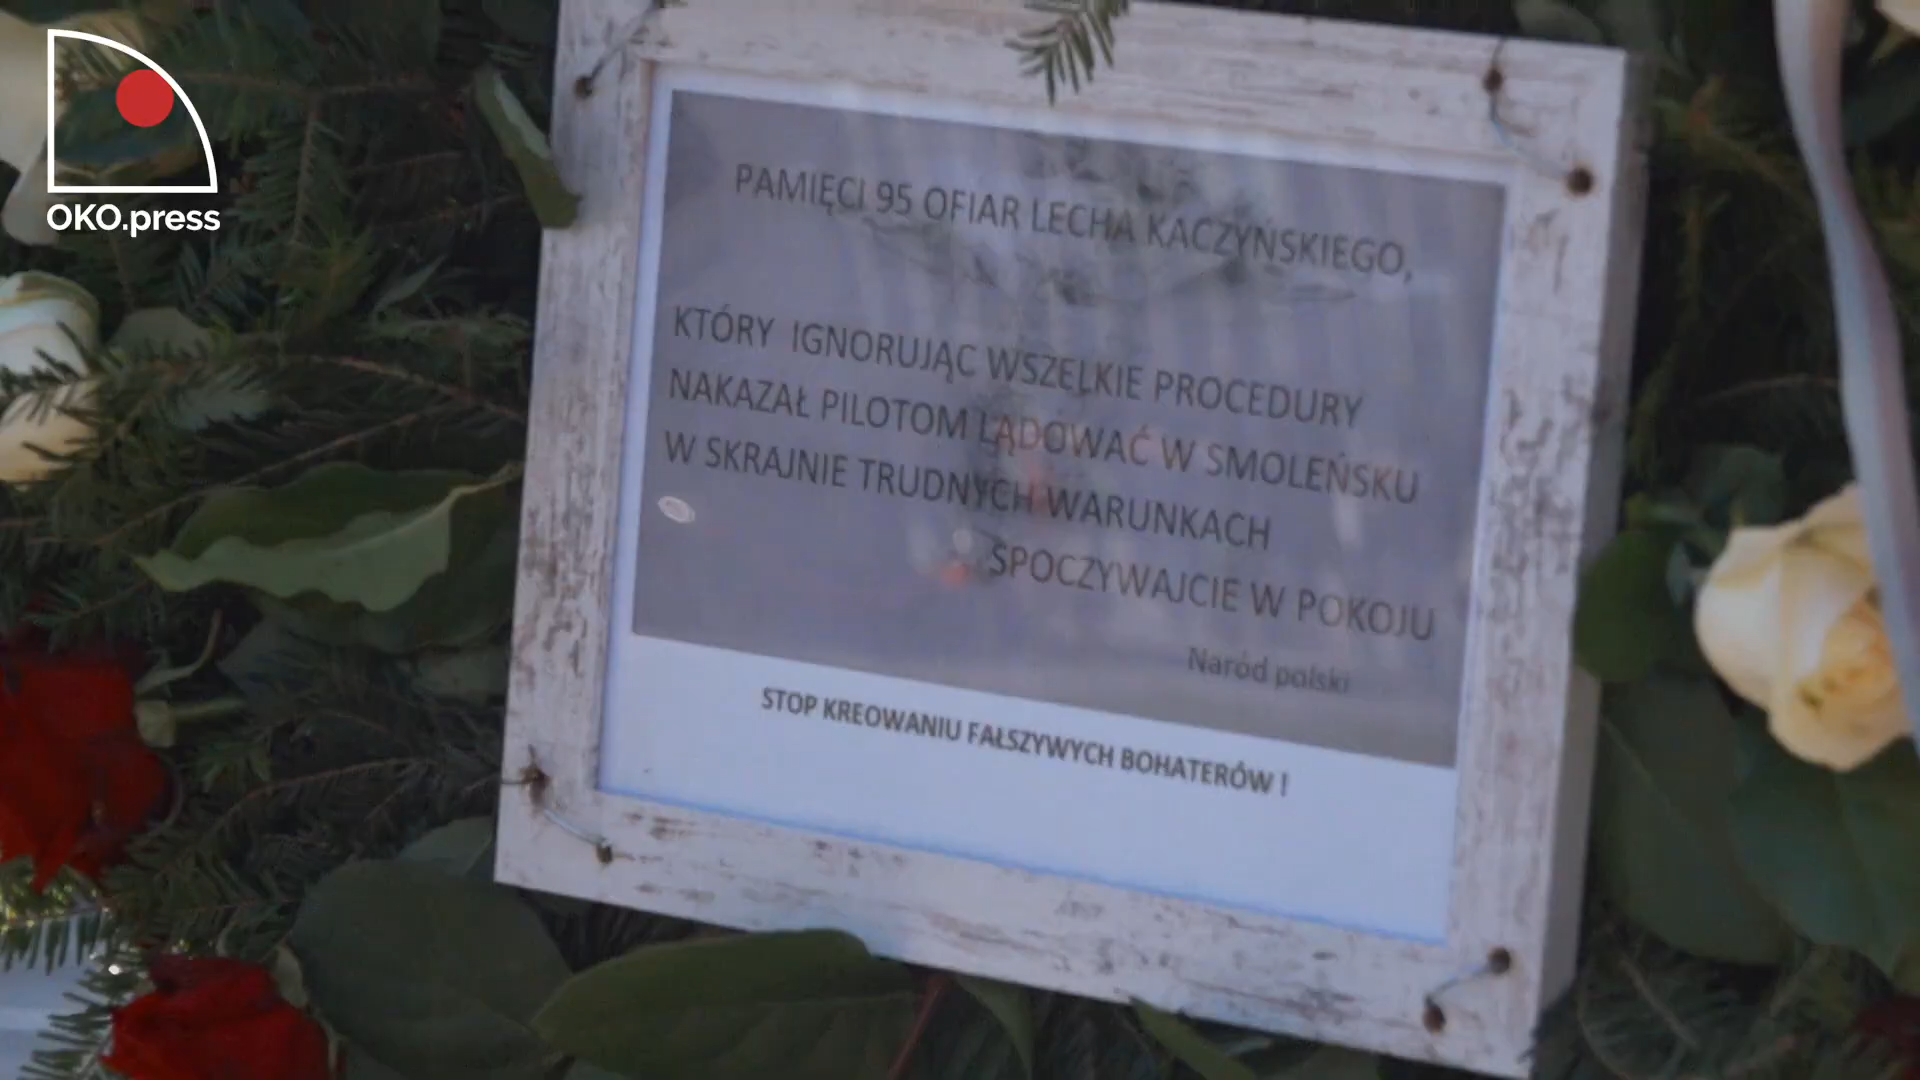 OKO.press
PAMIĘCI 95 OFIAR LECHA KACZYŃSKIEGO,
KTÓRY IGNORUJĄC WSZELKIE PROCEDURY
NAKAZAŁ PILOTOM LĄDOWAĆ W SMOLEŃSKU
W SKRAJNIE TRUDNYCH WARUNKACH
SPOCZYWAJCIE W POKOJU
Naród polski
STOP KREOWANIU FAŁSZYWYCH BOHATERÓW !